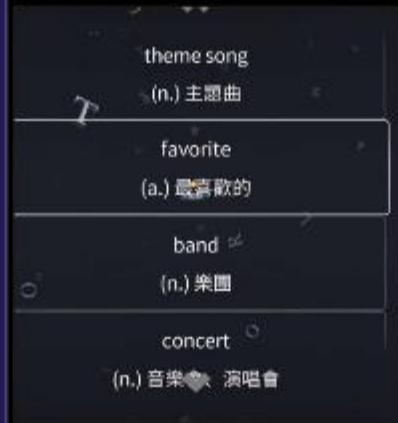 theme song
(n.) 主題曲
favorite
(a.) 最喜歡的
band
(n.) 樂團
concert
(n.) 音樂、演唱會